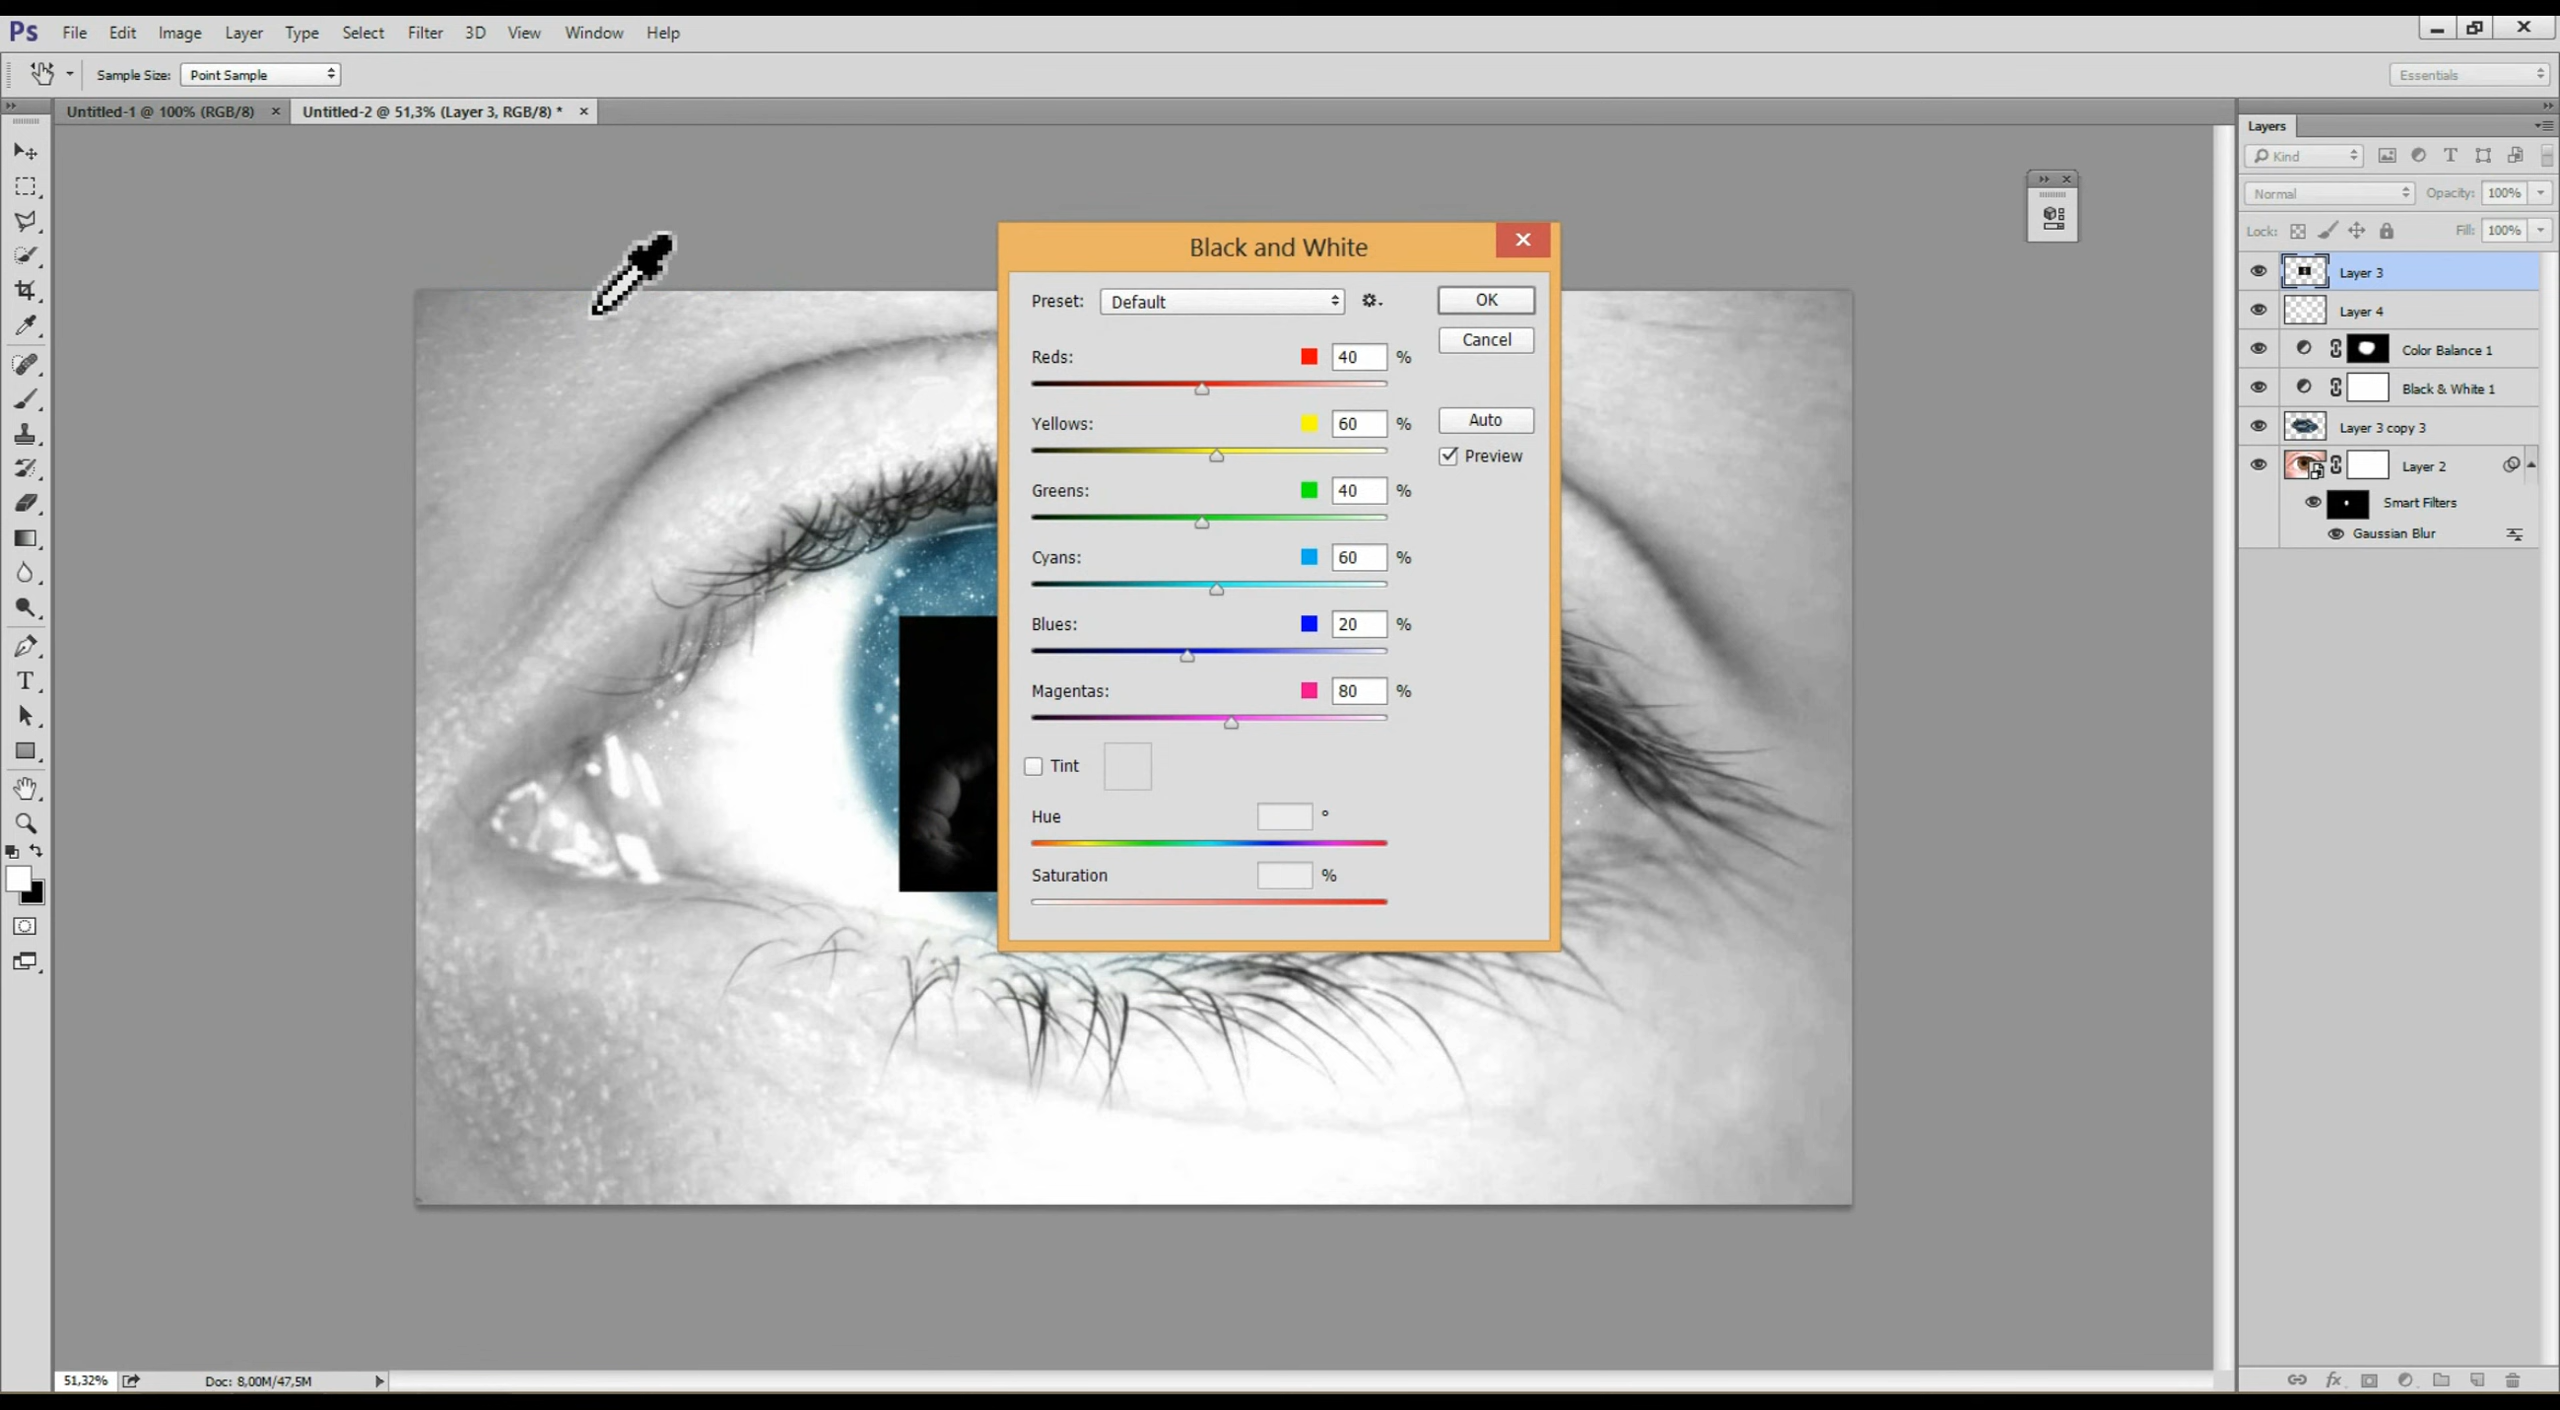 Ps File Edit Image Layer Type Select Filter 3D View Window Help
Sample Size: Point Sample Essentials
Untitled-1 @ 100% (RGB/8) Untitled-2 @ 51,3% (Layer 3, RGB/8) *
Layers
Kind
Normal Opacity: 100%
Lock: Fill: 100%
Layer 3
Layer 4
Color Balance 1
Black & White 1
Layer 3 copy 3
Layer 2
Smart Filters
Gaussian Blur
Black and White
Preset: Default OK
Cancel
Reds: 40 %
Yellows: 60 % Auto
Preview
Greens: 40 %
Cyans: 60 %
Blues: 20 %
Magentas: 80 %
Tint
Hue °
Saturation %
51,32% Doc: 8,00M/47,5M